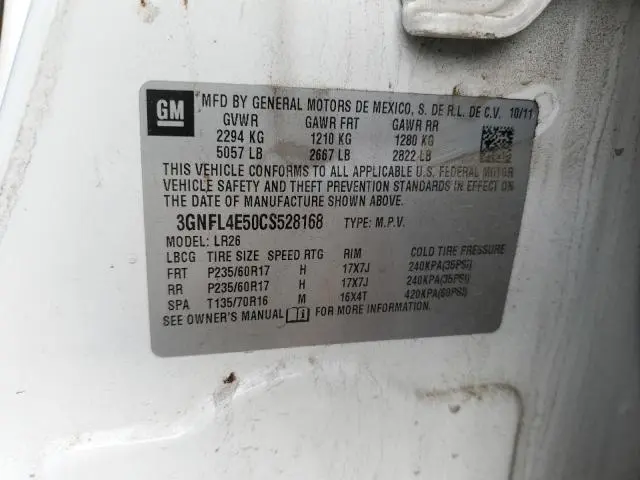 GM MFD BY GENERAL MOTORS DE MEXICO, S. DE R.L. DE C.V. 10/11
GVWR GAWR FRT GAWR RR
2294 KG 1210 KG 1280 KG
5057 LB 2667 LB 2822 LB
THIS VEHICLE CONFORMS TO ALL APPLICABLE U.S. FEDERAL MOTOR
VEHICLE SAFETY AND THEFT PREVENTION STANDARDS IN EFFECT ON
THE DATE OF MANUFACTURE SHOWN ABOVE.
3GNFL4E50CS528168 TYPE: M.P.V.
MODEL: LR26
LBCG TIRE SIZE SPEED RTG RIM COLD TIRE PRESSURE
FRT P235/60R17 H 17X7J 240KPA(35PSI)
RR P235/60R17 H 17X7J 240KPA(35PSI)
SPA T135/70R16 M 16X4T 420KPA(60PSI)
SEE OWNER'S MANUAL FOR MORE INFORMATION.